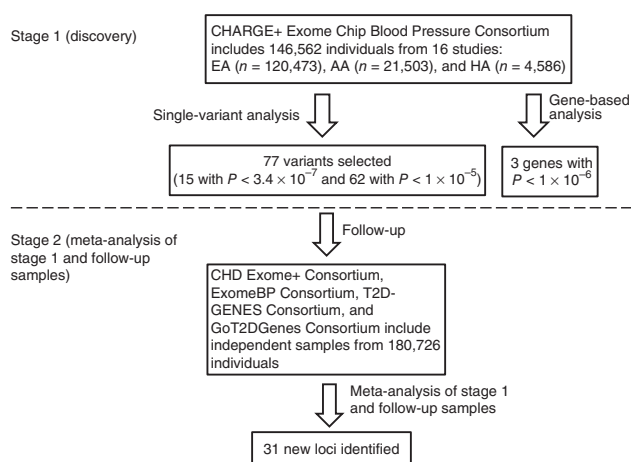 Stage 1 (discovery)
CHARGE+ Exome Chip Blood Pressure Consortium
includes 146,562 individuals from 16 studies:
EA (n = 120,473), AA (n = 21,503), and HA (n = 4,586)
Single-variant analysis
Gene-based
analysis
77 variants selected
(15 with P < 3.4 × 10⁻⁷ and 62 with P < 1 × 10⁻⁵)
3 genes with
P < 1 × 10⁻⁶
Stage 2 (meta-analysis of
stage 1 and follow-up
samples)
Follow-up
CHD Exome+ Consortium,
ExomeBP Consortium, T2D-
GENES Consortium, and
GoT2DGenes Consortium include
independent samples from 180,726
individuals
Meta-analysis of stage 1
and follow-up samples
31 new loci identified